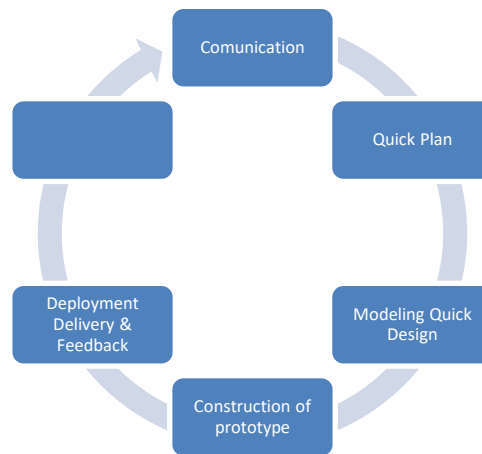 Comunication
Quick Plan
Modeling Quick
Design
Construction of
prototype
Deployment
Delivery &
Feedback